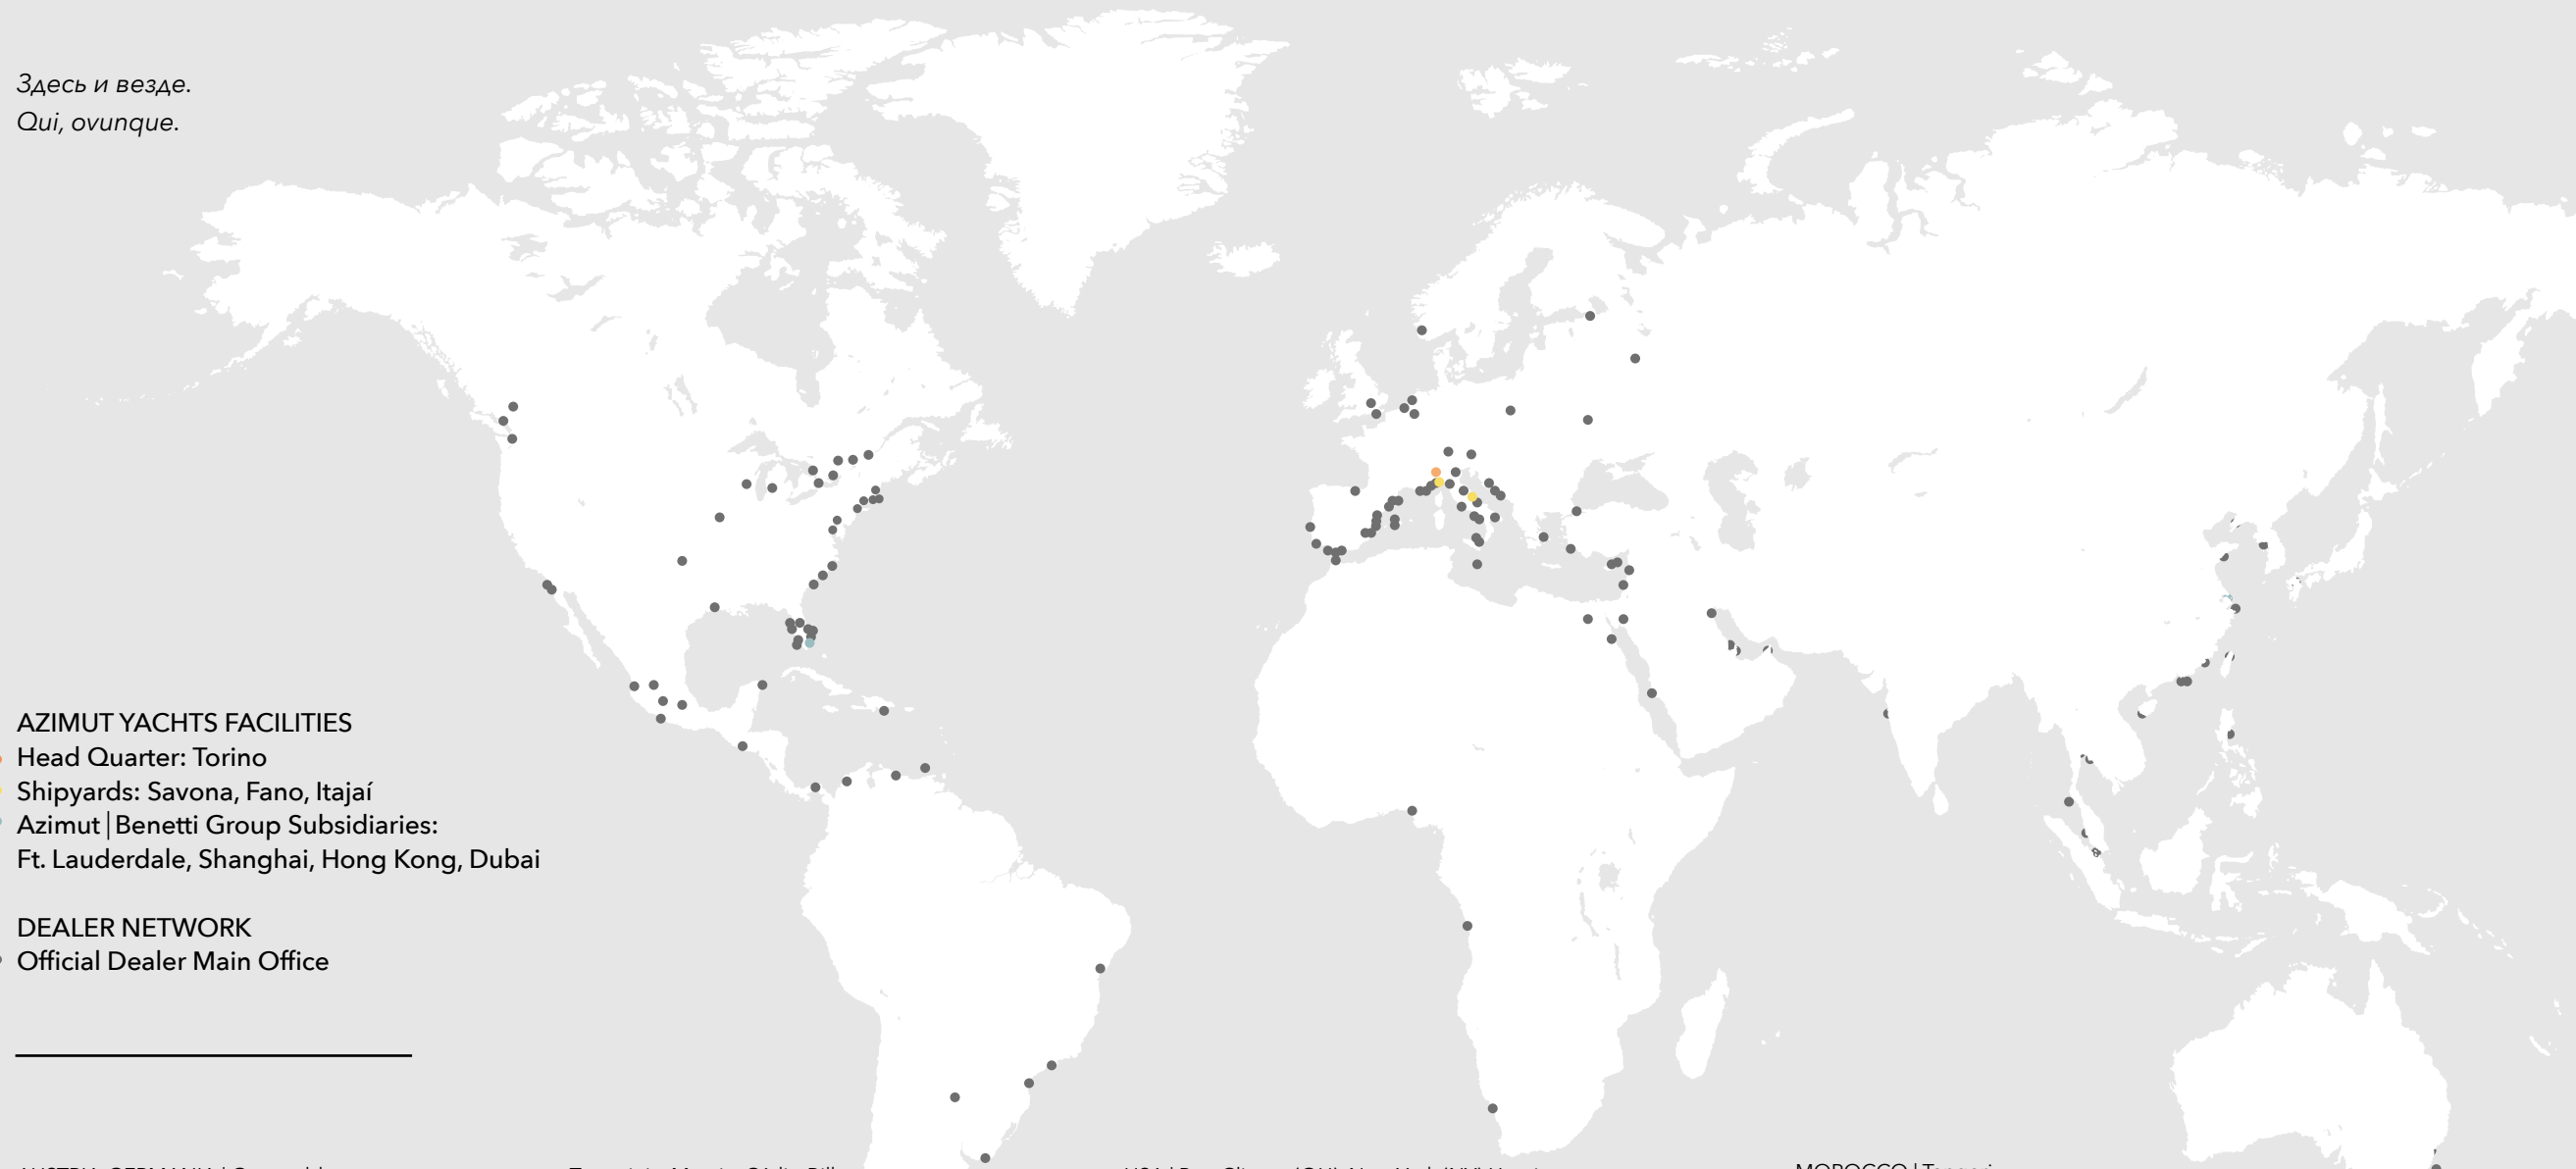 Здесь и везде.
Qui, ovunque.
AZIMUT YACHTS FACILITIES
Head Quarter: Torino
Shipyards: Savona, Fano, Itajaí
Azimut|Benetti Group Subsidiaries:
Ft. Lauderdale, Shanghai, Hong Kong, Dubai
DEALER NETWORK
Official Dealer Main Office
MOROCCO |